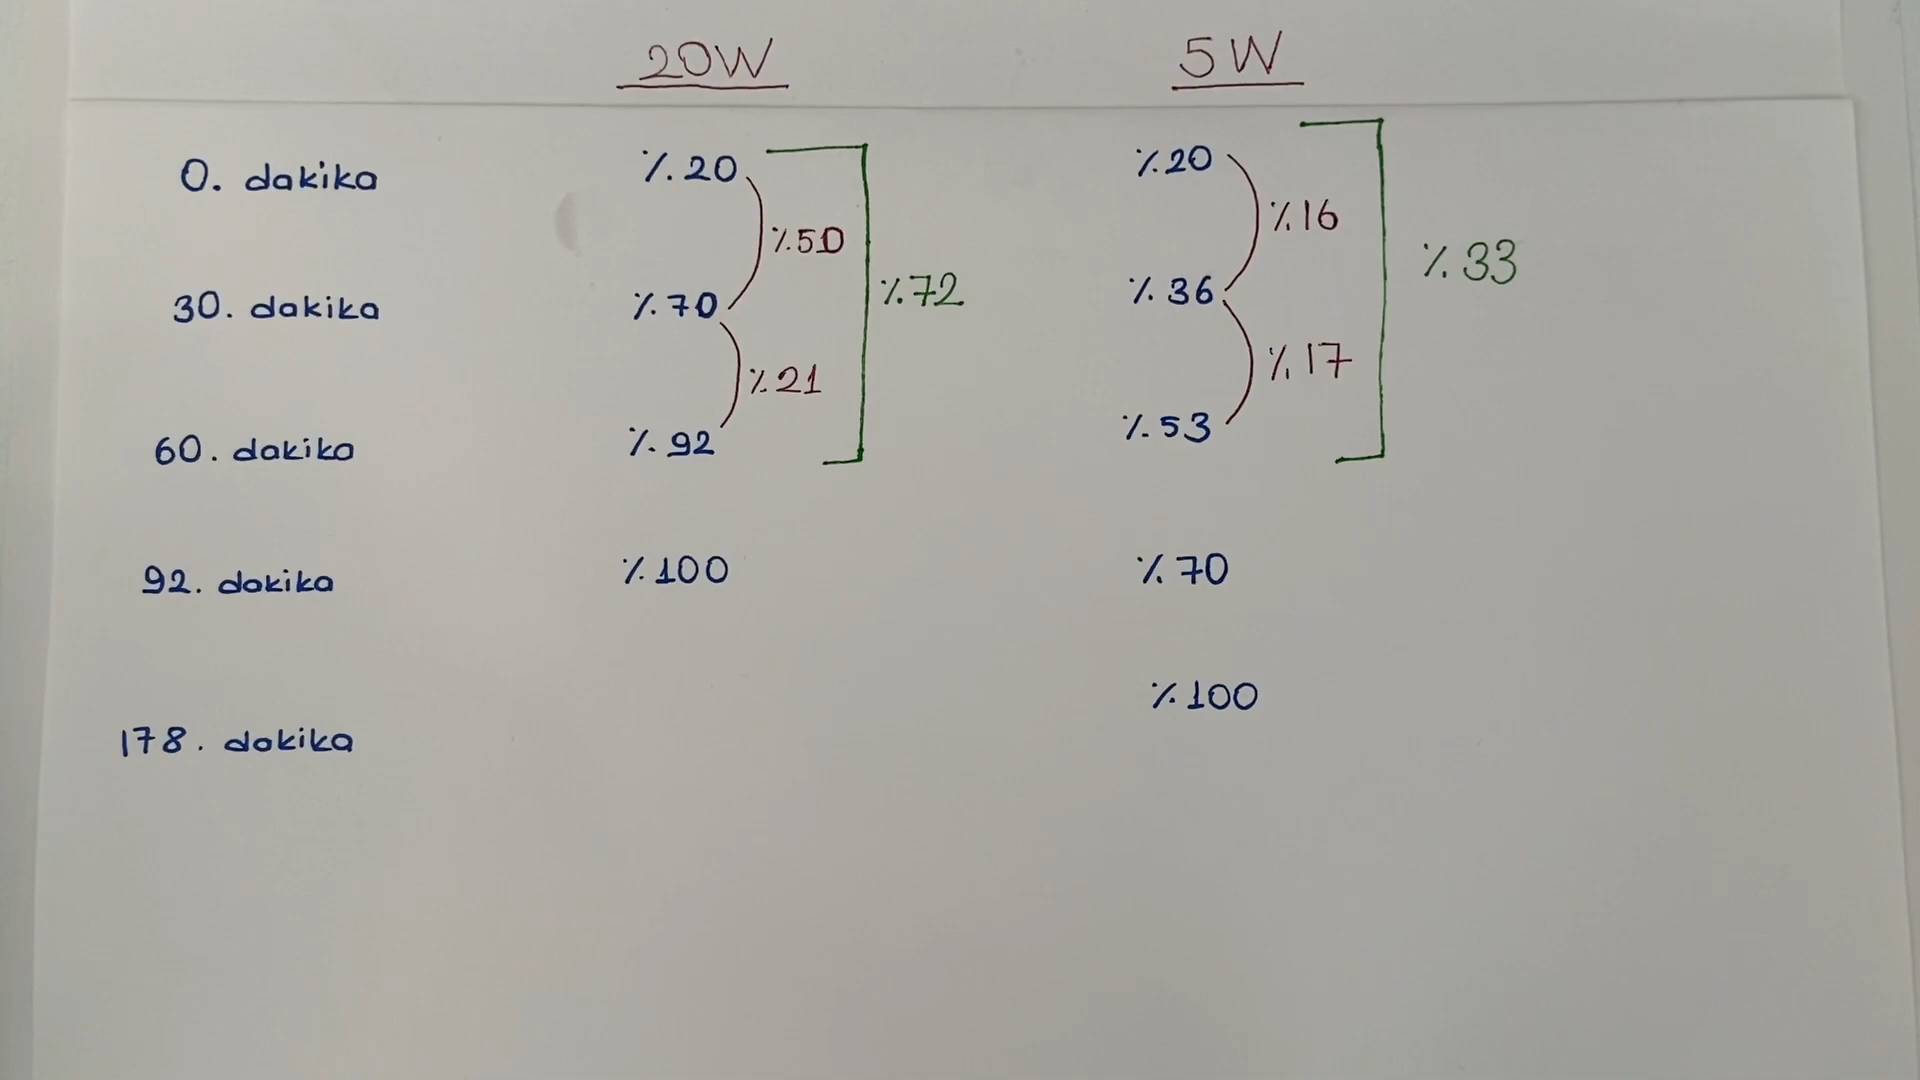 20W 5W
0. dakika %20 %20
%50 %16
30. dakika %70 %72 %36 %33
%21 %17
60. dakika %92 %53
92. dakika %100 %70
%100
178. dakika